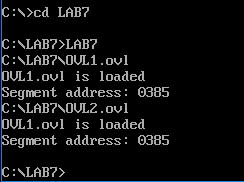 C:\>cd LAB7
C:\LAB7>LAB7
C:\LAB7\OVL1.ovl
OVL1.ovl is loaded
Segment address: 0385
C:\LAB7\OVL2.ovl
OVL1.ovl is loaded
Segment address: 0385
C:\LAB7>